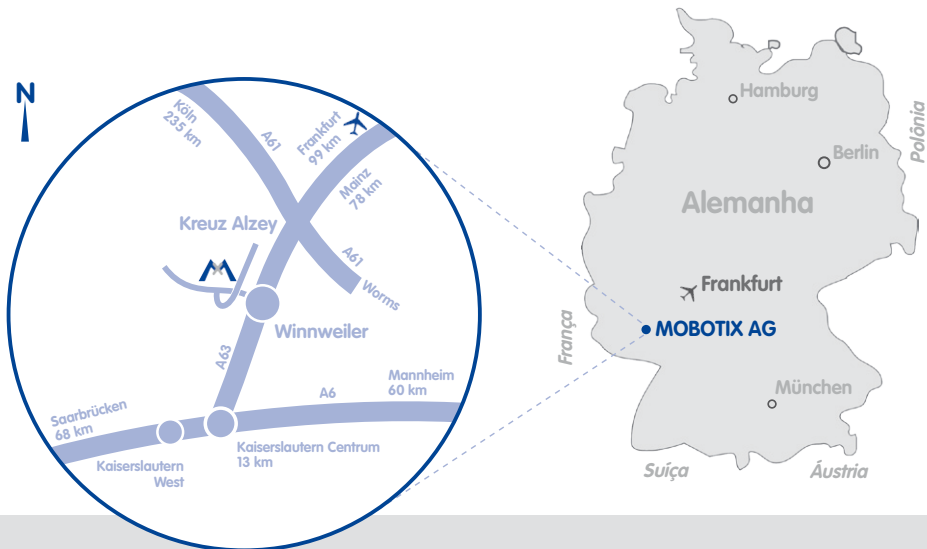 N
Köln
235 km
A61
Frankfurt
99 km
Mainz
78 km
Kreuz Alzey
A61
Worms
Winnweiler
A63
Mannheim
60 km
A6
Saarbrücken
68 km
Kaiserslautern Centrum
13 km
Kaiserslautern
West
Hamburg
Polônia
Berlin
Alemanha
Frankfurt
França
MOBOTIX AG
München
Suíça
Áustria